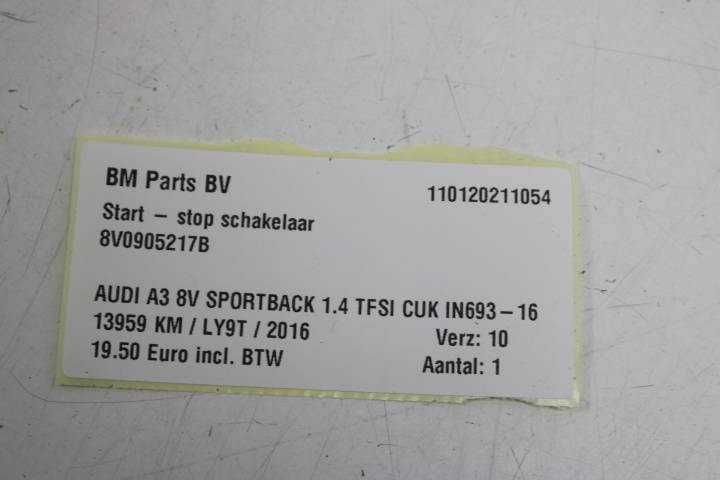 BM Parts BV 110120211054
Start – stop schakelaar
8V0905217B
AUDI A3 8V SPORTBACK 1.4 TFSI CUK IN693–16
13959 KM / LY9T / 2016 Verz: 10
19.50 Euro incl. BTW Aantal: 1